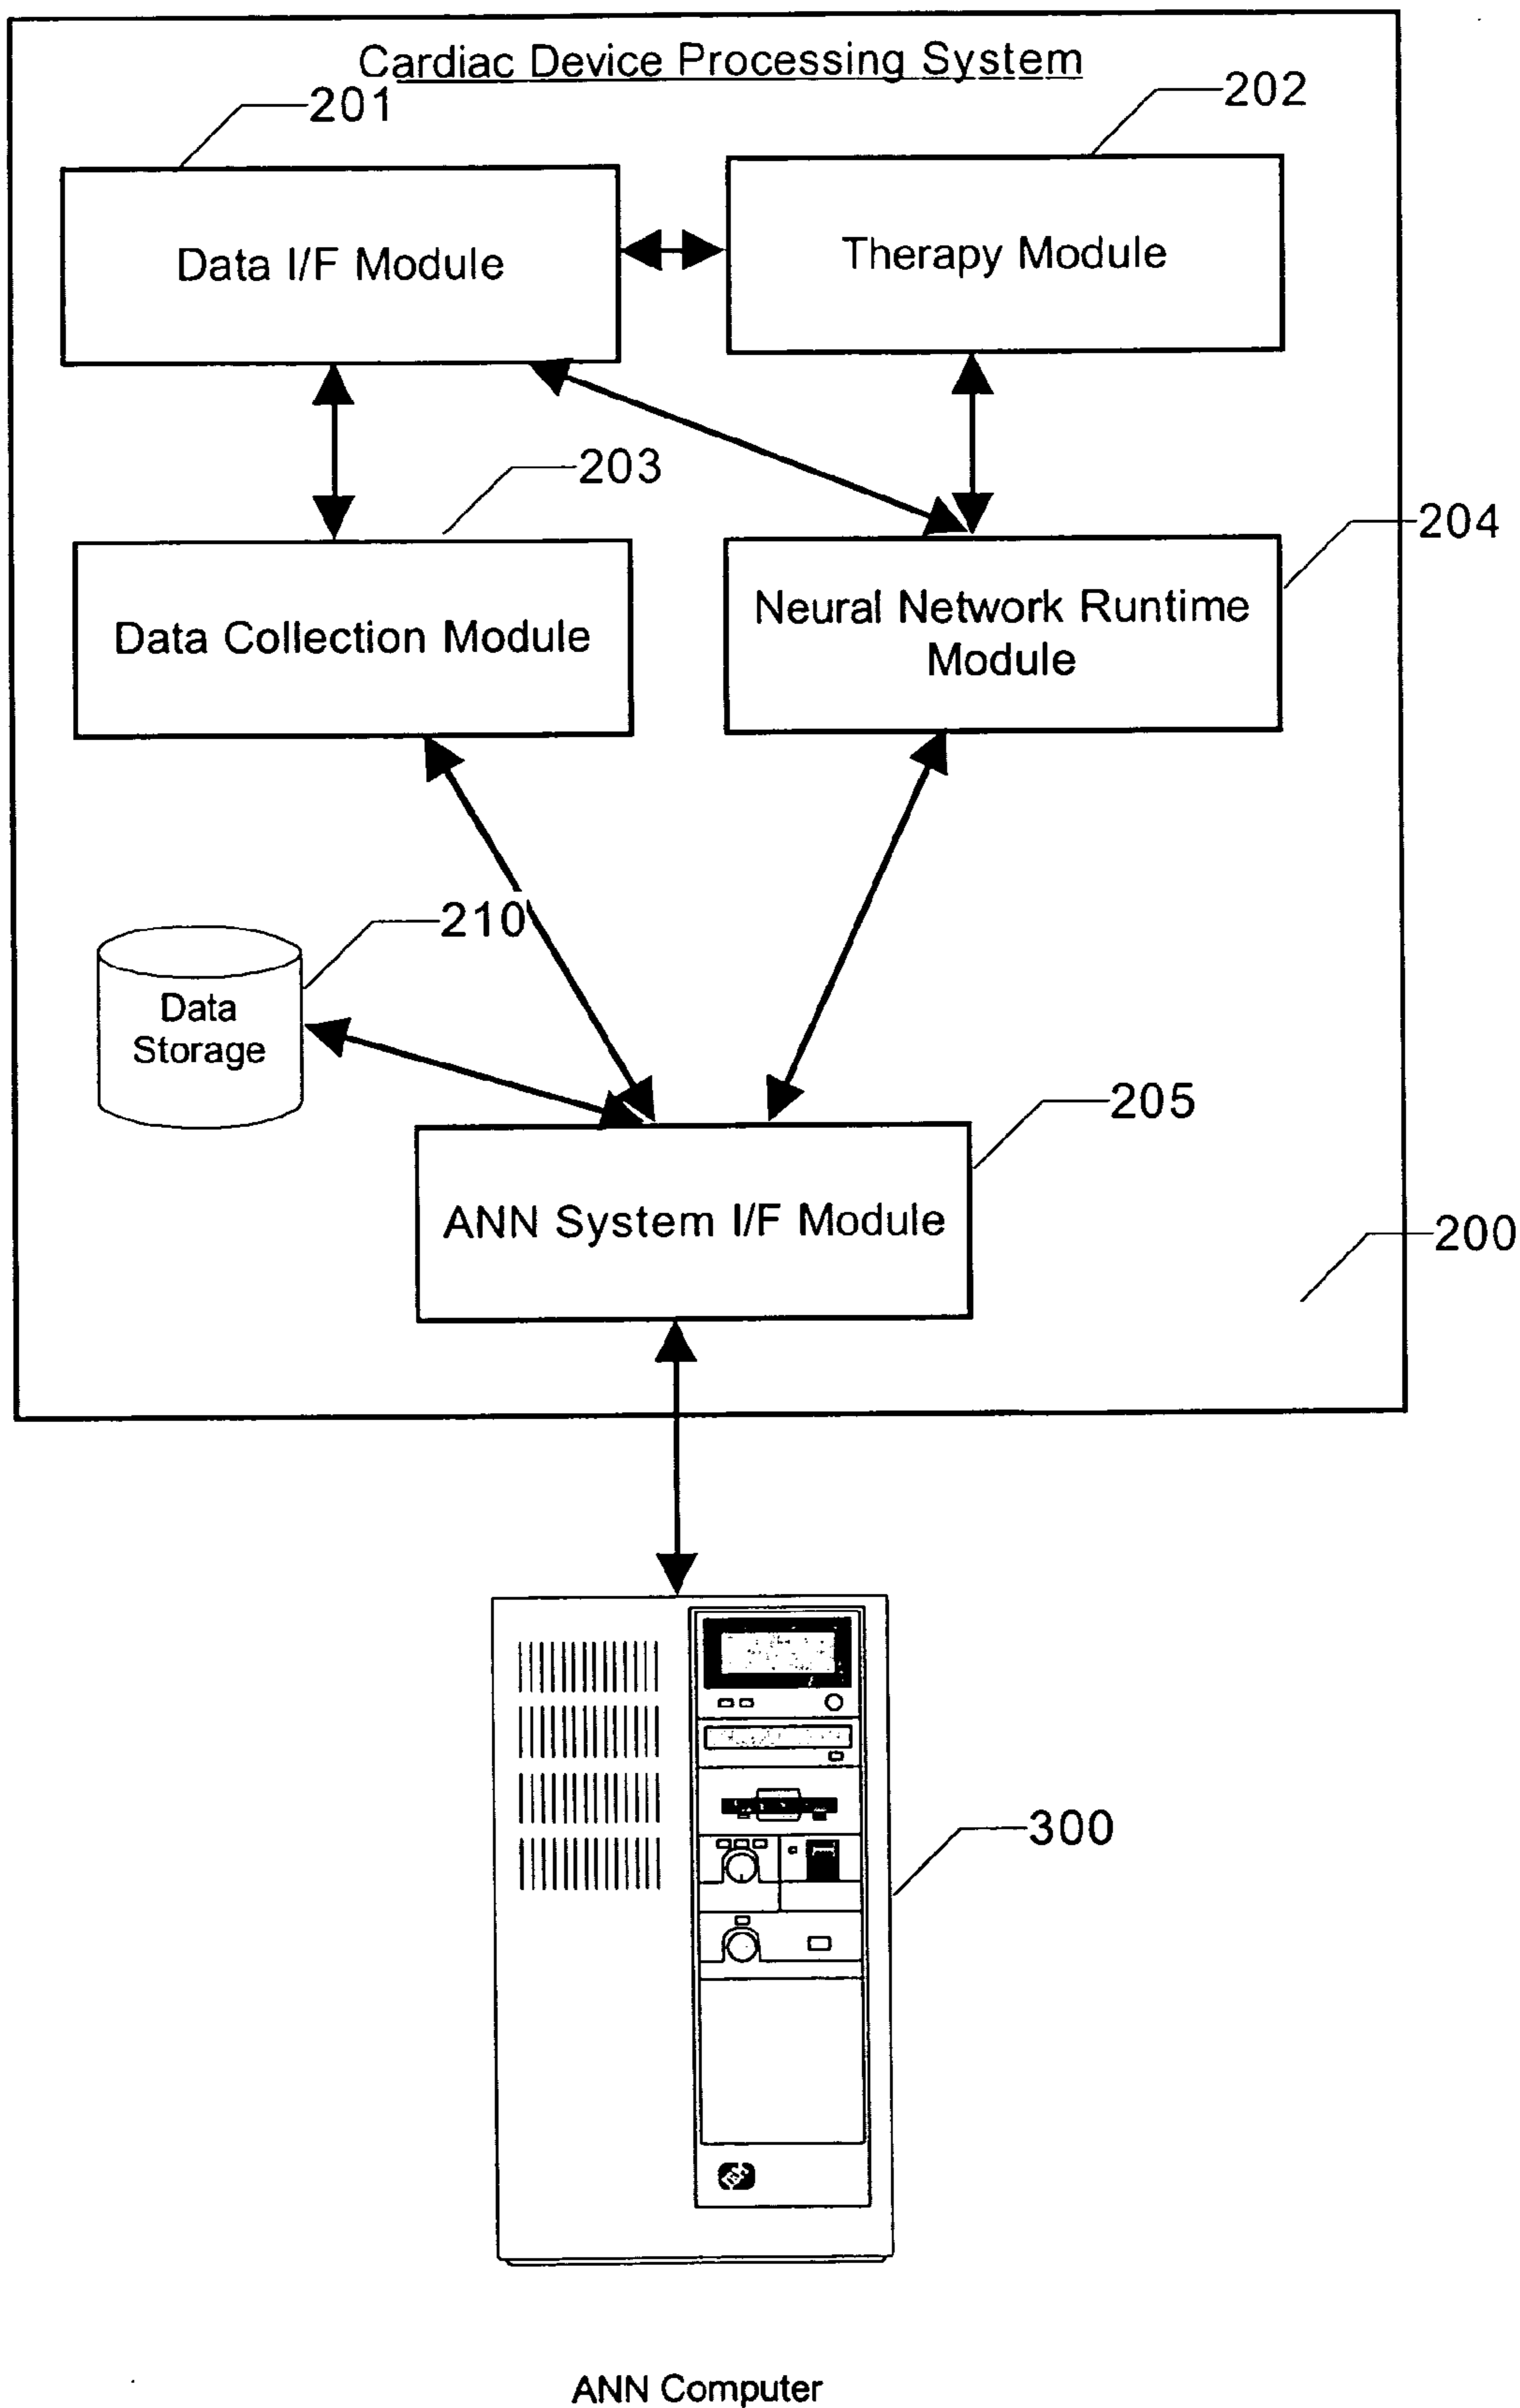 Cardiac Device Processing System
201
202
Data I/F Module
Therapy Module
203
204
Data Collection Module
Neural Network Runtime
Module
210
Data
Storage
205
ANN System I/F Module
200
300
ANN Computer